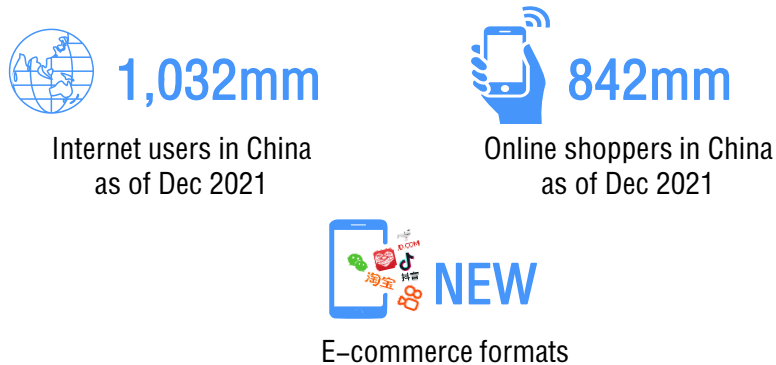 1,032mm
Internet users in China
as of Dec 2021
842mm
Online shoppers in China
as of Dec 2021
JD.COM
淘宝
抖音
NEW
E–commerce formats